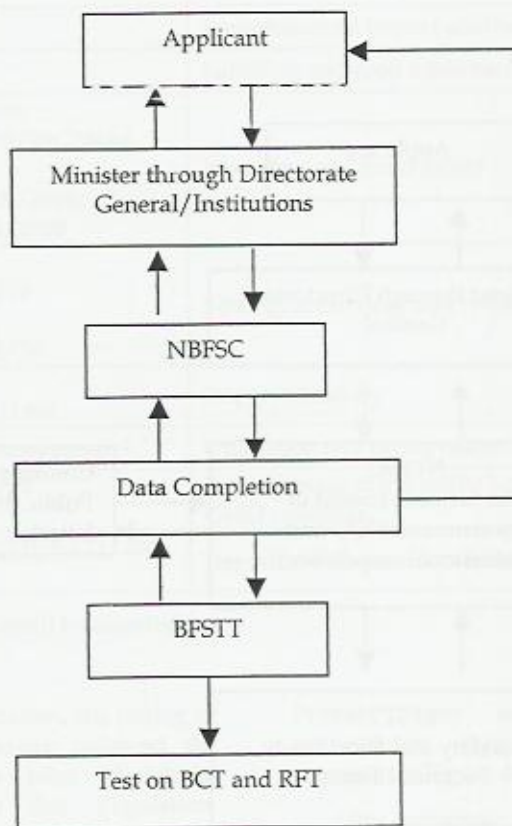 Applicant
Minister through Directorate
General/Institutions
NBFSC
Data Completion
BFSTT
Test on BCT and RFT